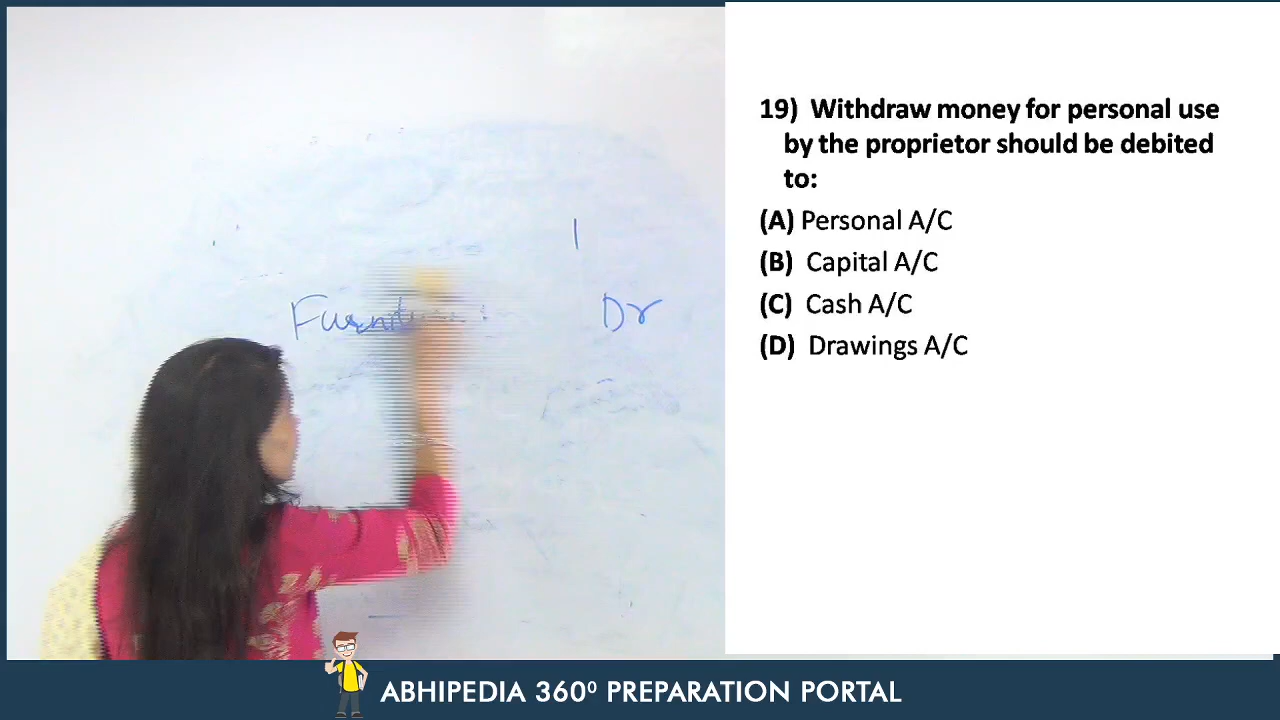 19) Withdraw money for personal use
by the proprietor should be debited
to:
(A) Personal A/C
(B) Capital A/C
(C) Cash A/C
(D) Drawings A/C
Dr
ABHIPEDIA 360⁰ PREPARATION PORTAL